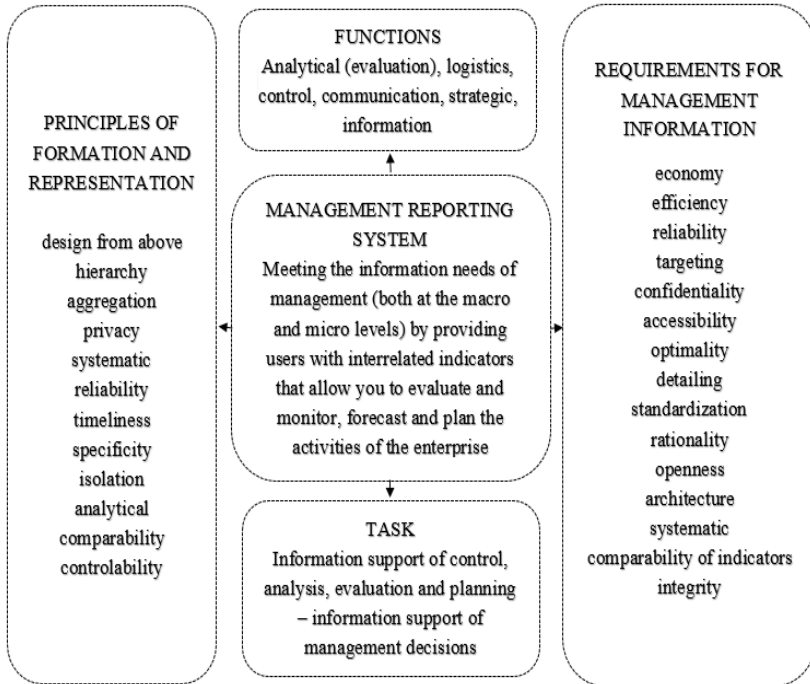 PRINCIPLES OF
FORMATION AND
REPRESENTATION
design from above
hierarchy
aggregation
privacy
systematic
reliability
timeliness
specificity
isolation
analytical
comparability
controlability
FUNCTIONS
Analytical (evaluation), logistics,
control, communication, strategic,
information
MANAGEMENT REPORTING
SYSTEM
Meeting the information needs of
management (both at the macro
and micro levels) by providing
users with interrelated indicators
that allow you to evaluate and
monitor, forecast and plan the
activities of the enterprise
TASK
Information support of control,
analysis, evaluation and planning
– information support of
management decisions
REQUIREMENTS FOR
MANAGEMENT
INFORMATION
economy
efficiency
reliability
targeting
confidentiality
accessibility
optimality
detailing
standardization
rationality
openness
architecture
systematic
comparability of indicators
integrity